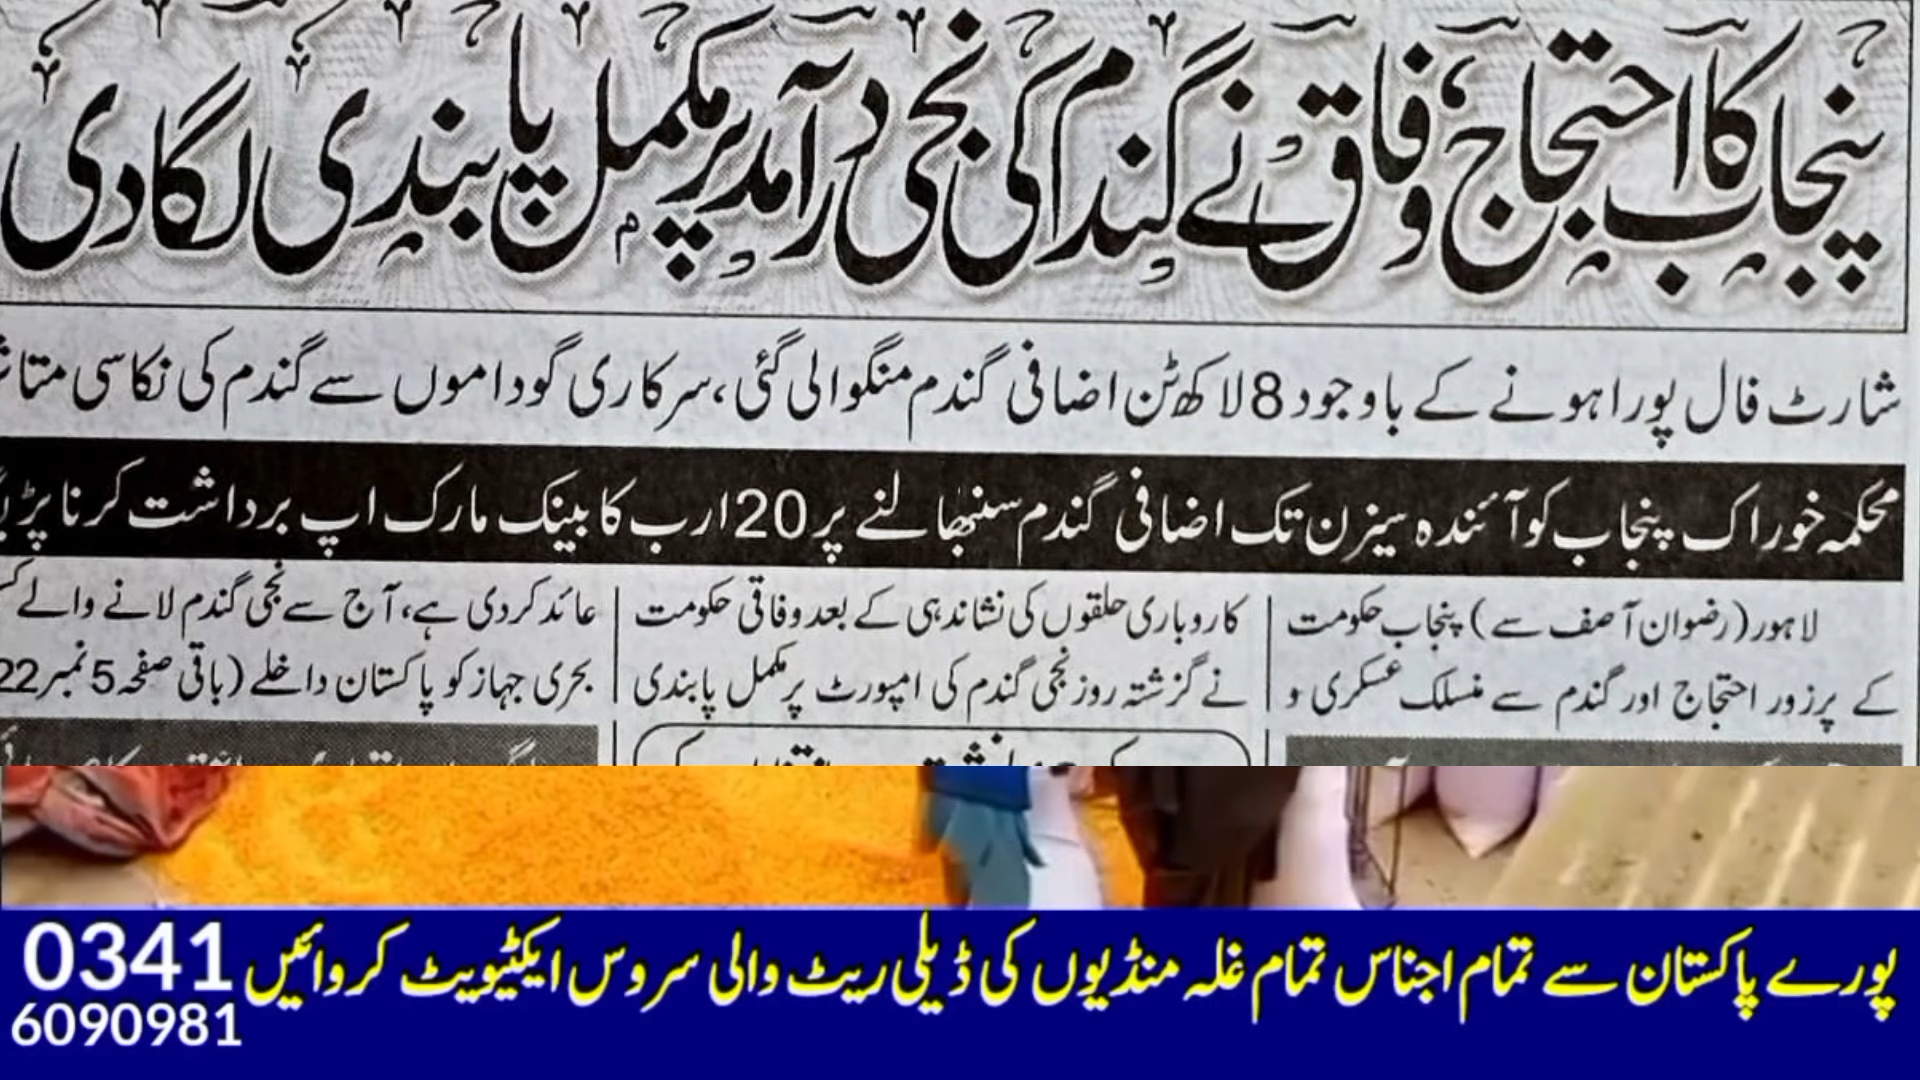 پنجاب کا احتجاج، وفاق نے گندم کی نجی درآمد پر مکمل پابندی لگا دی
شارٹ فال پورا ہونے کے باوجود 8 لاکھ ٹن اضافی گندم منگوالی گئی، سرکاری گوداموں سے گندم کی نکاسی
محکمہ خوراک پنجاب کو آئندہ سیزن تک اضافی گندم سنبھالنے پر 20 ارب کا بینک مارک اپ برداشت کرنا
لاہور (رضوان آصف سے) پنجاب حکومت
کے پرزور احتجاج اور گندم سے منسلک عسکری و
کاروباری حلقوں کی نشاندہی کے بعد وفاقی حکومت
نے گزشتہ روز نجی گندم کی امپورٹ پر مکمل پابندی
عائد کر دی ہے، آج سے نجی گندم لانے والے
بحری جہاز کو پاکستان داخلے (باقی صفحہ 5 نمبر 22
پورے پاکستان سے تمام اجناس تمام غلہ منڈیوں کی ڈیلی ریٹ والی سروس ایکٹیویٹ کروائیں 0341
6090981